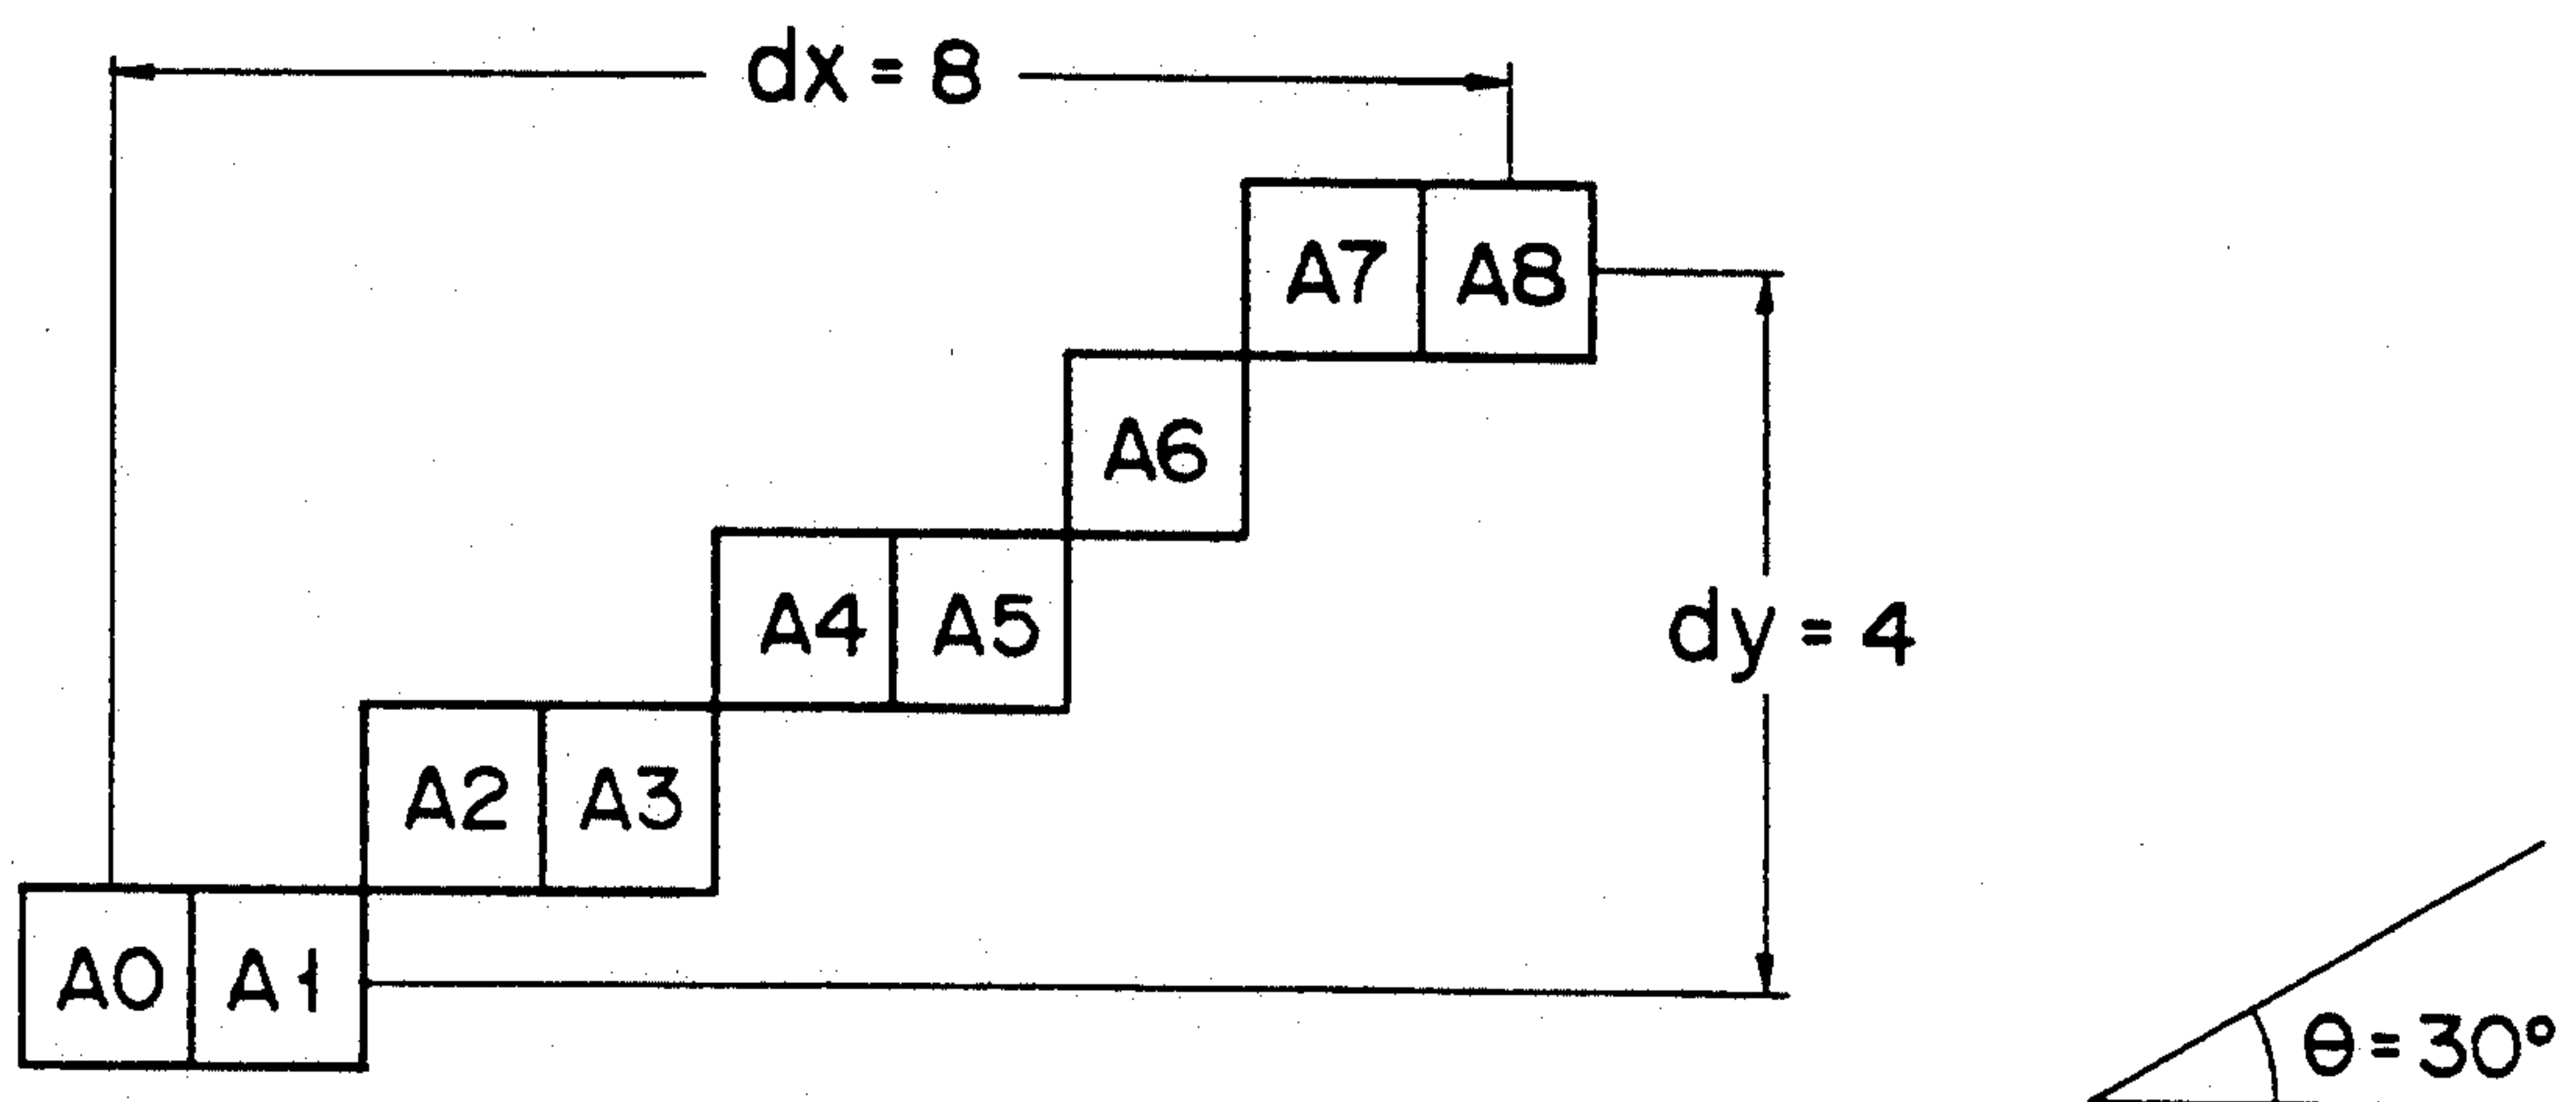 dx = 8
A7 A8
A6
A4 A5
dy = 4
A2 A3
A0 A1
θ = 30°